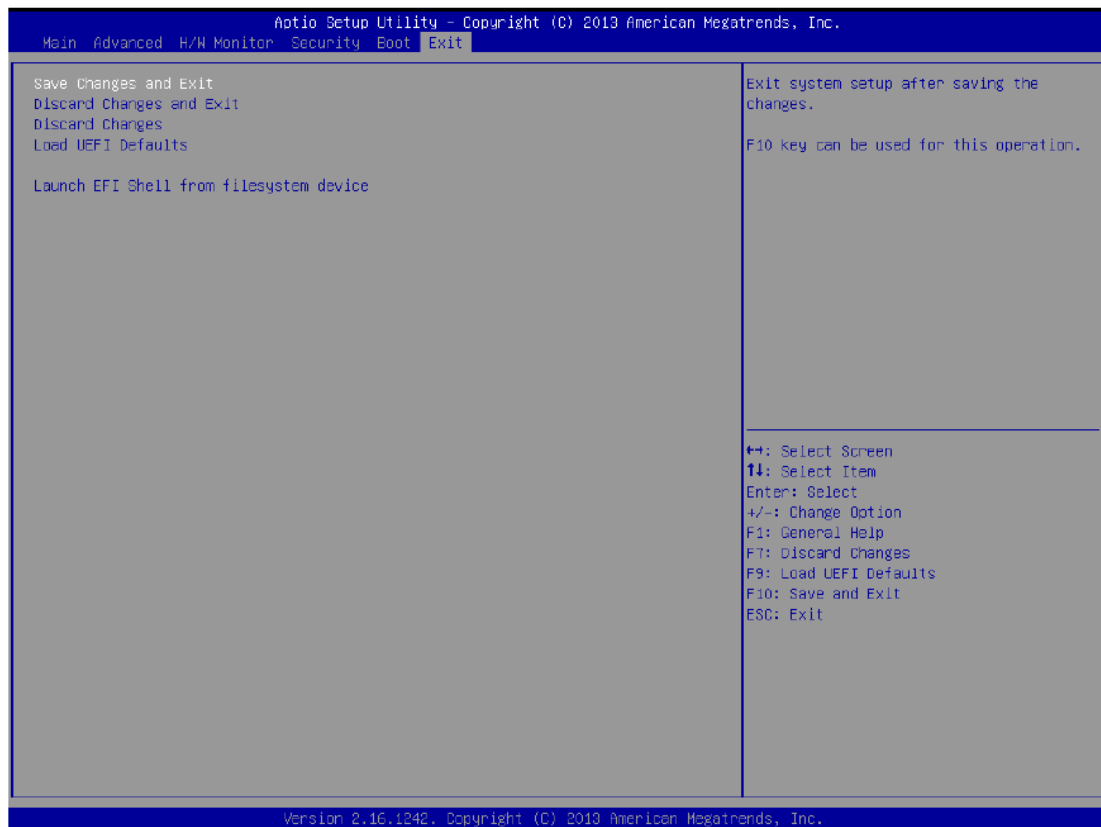 Aptio Setup Utility - Copyright (C) 2013 American Megatrends, Inc.
Main Advanced H/W Monitor Security Boot Exit
Save Changes and Exit
Discard Changes and Exit
Discard Changes
Load UEFI Defaults
Launch EFI Shell from filesystem device
Exit system setup after saving the
changes.
F10 key can be used for this operation.
↔: Select Screen
↑↓: Select Item
Enter: Select
+/-: Change Option
F1: General Help
F7: Discard Changes
F9: Load UEFI Defaults
F10: Save and Exit
ESC: Exit
Version 2.16.1242. Copyright (C) 2013 American Megatrends, Inc.